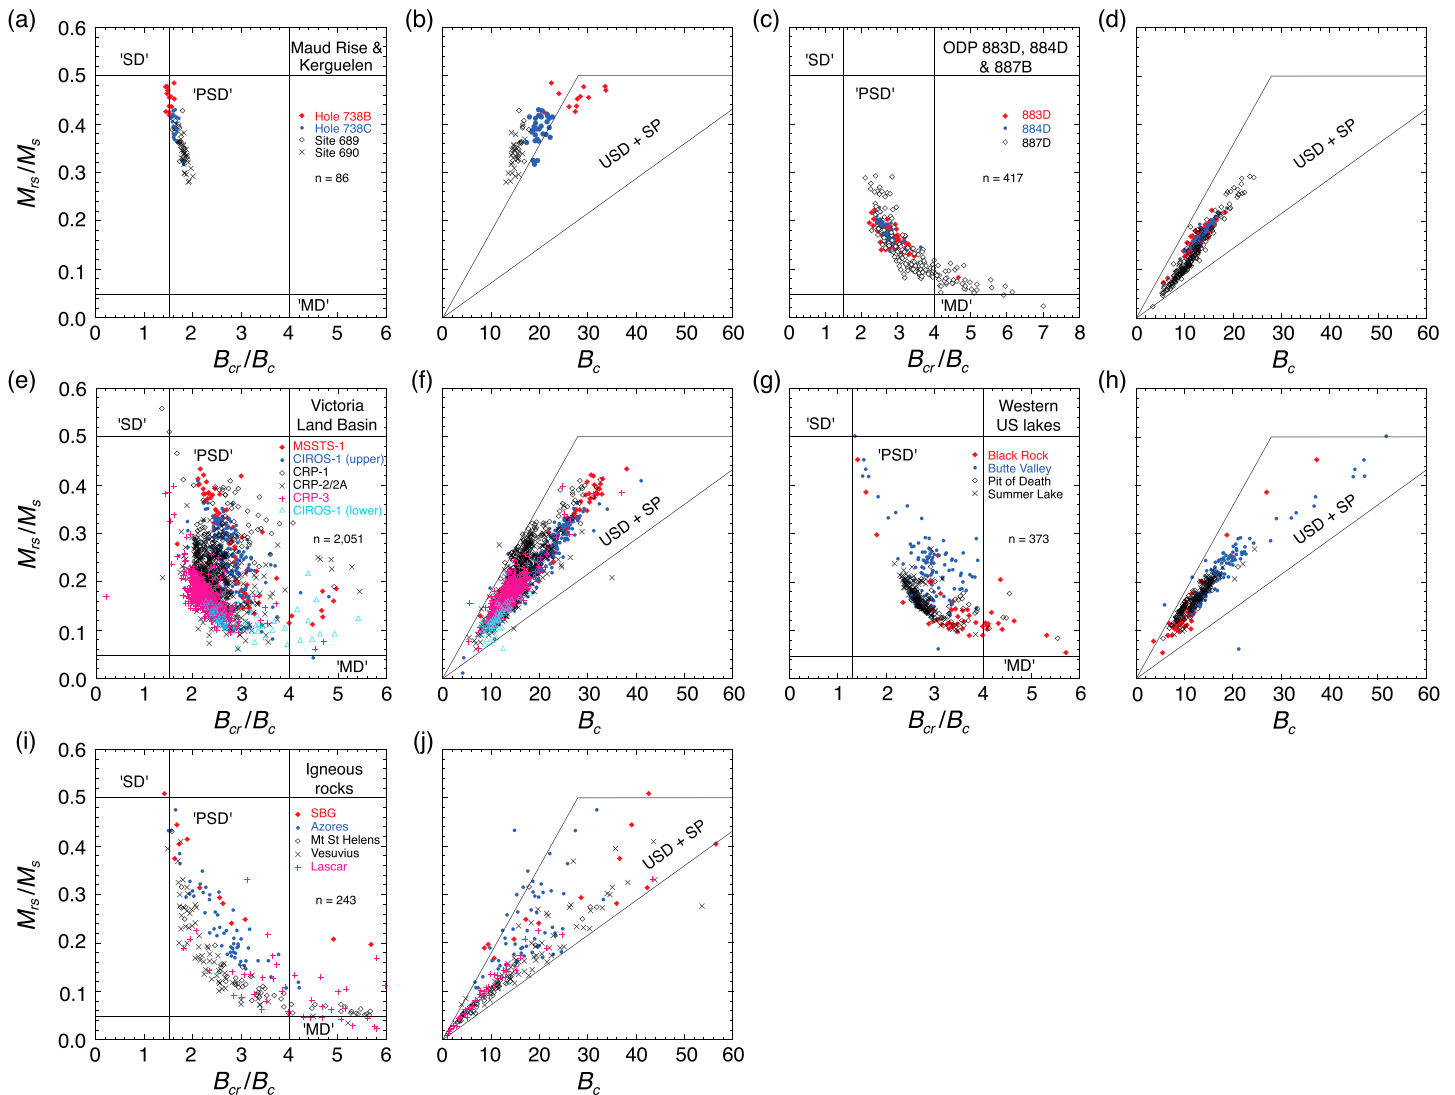 (a)
'SD'
Maud Rise &
Kerguelen
'PSD'
Hole 738B
Hole 738C
Site 689
Site 690
n = 86
'MD'
0.6
0.5
0.4
0.3
0.2
0.1
0.0
Mrs/Ms
0 1 2 3 4 5 6
Bcr/Bc
(b)
USD + SP
0 10 20 30 40 50 60
Bc
(c)
'SD'
ODP 883D, 884D
& 887B
'PSD'
883D
884D
887D
n = 417
'MD'
0 1 2 3 4 5 6 7 8
Bcr/Bc
(d)
USD + SP
0 10 20 30 40 50 60
Bc
(e)
'SD'
Victoria
Land Basin
'PSD'
MSSTS-1
CIROS-1 (upper)
CRP-1
CRP-2/2A
CRP-3
CIROS-1 (lower)
n = 2,051
'MD'
0.6
0.5
0.4
0.3
0.2
0.1
0.0
Mrs/Ms
0 1 2 3 4 5 6
Bcr/Bc
(f)
USD + SP
0 10 20 30 40 50 60
Bc
(g)
'SD'
Western
US lakes
'PSD'
Black Rock
Butte Valley
Pit of Death
Summer Lake
n = 373
'MD'
0 1 2 3 4 5 6
Bcr/Bc
(h)
USD + SP
0 10 20 30 40 50 60
Bc
(i)
'SD'
Igneous
rocks
'PSD'
SBG
Azores
Mt St Helens
Vesuvius
Lascar
n = 243
'MD'
0.6
0.5
0.4
0.3
0.2
0.1
0.0
Mrs/Ms
0 1 2 3 4 5 6
Bcr/Bc
(j)
USD + SP
0 10 20 30 40 50 60
Bc